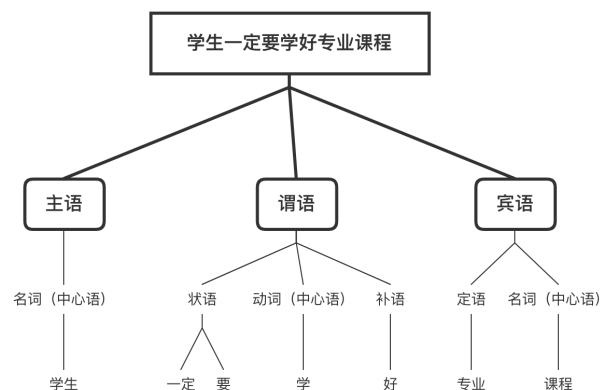 学生一定要学好专业课程
主语 谓语 宾语
名词（中心语） 状语 动词（中心语） 补语 定语 名词（中心语）
学生 一定 要 学 好 专业 课程